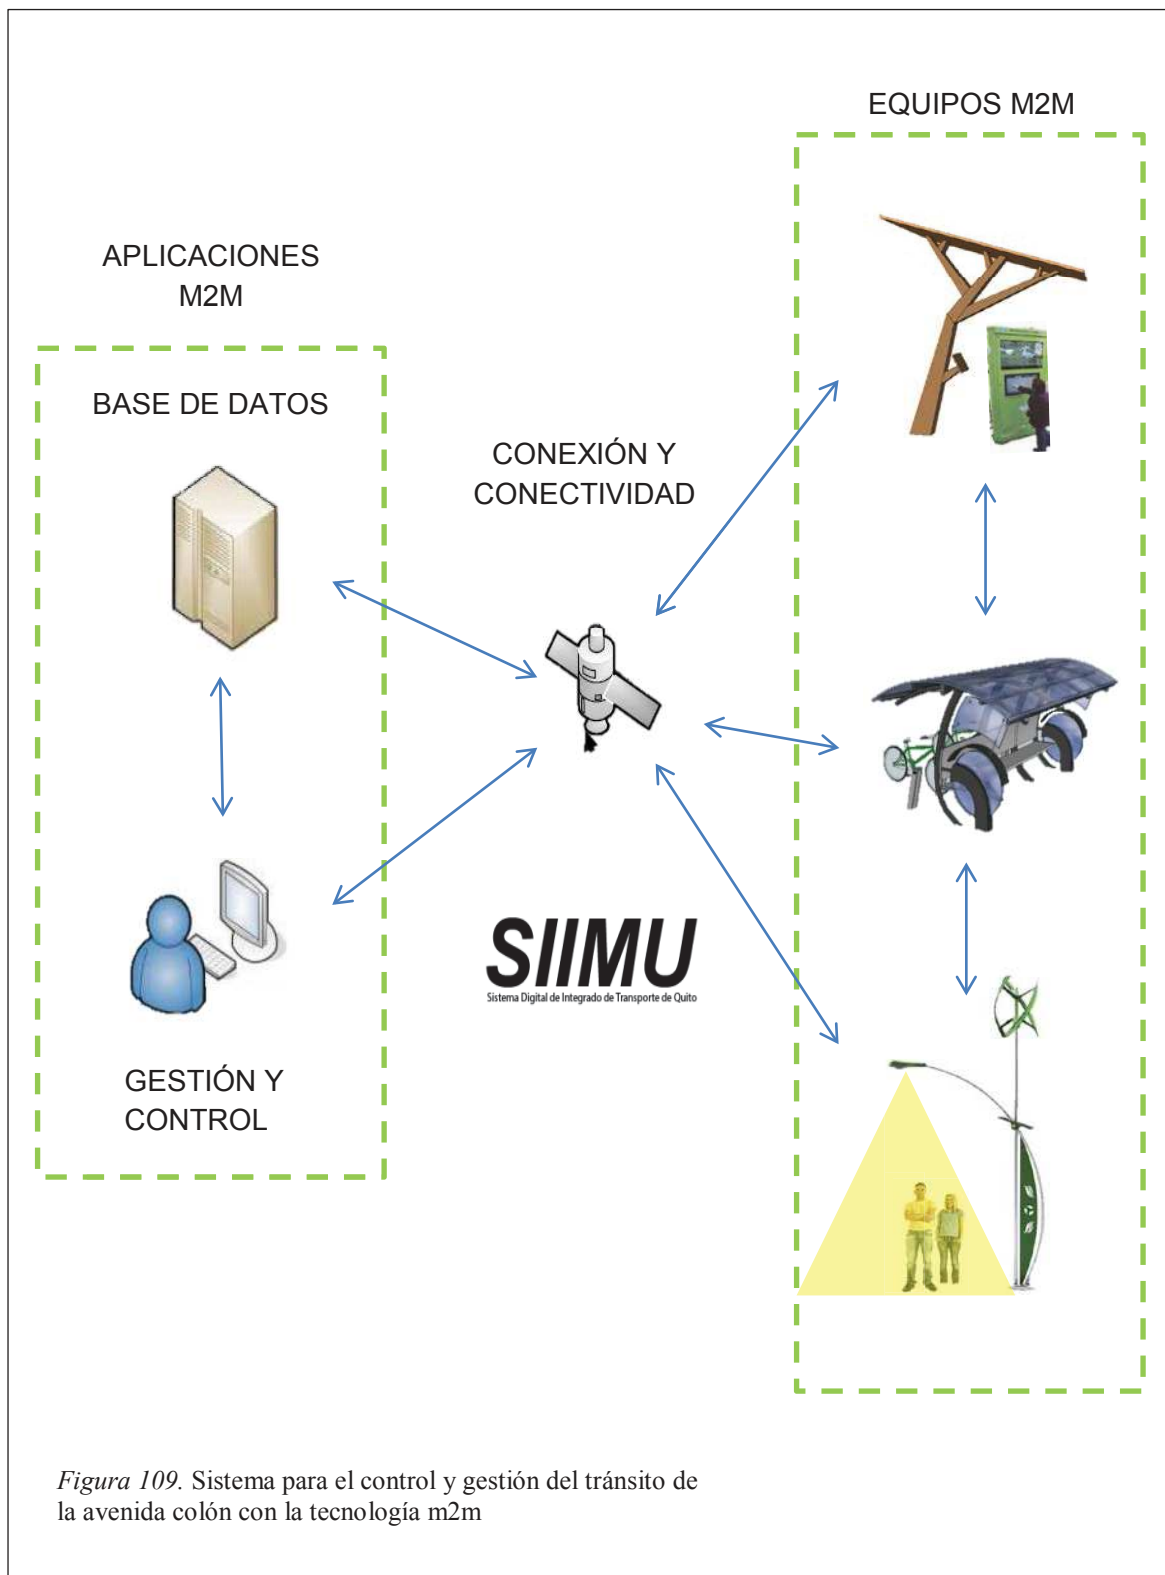 EQUIPOS M2M
APLICACIONES
M2M
BASE DE DATOS
CONEXIÓN Y
CONECTIVIDAD
SIIMU
Sistema Digital de Integrado de Transporte de Quito
GESTIÓN Y
CONTROL
Figura 109. Sistema para el control y gestión del tránsito de
la avenida colón con la tecnología m2m